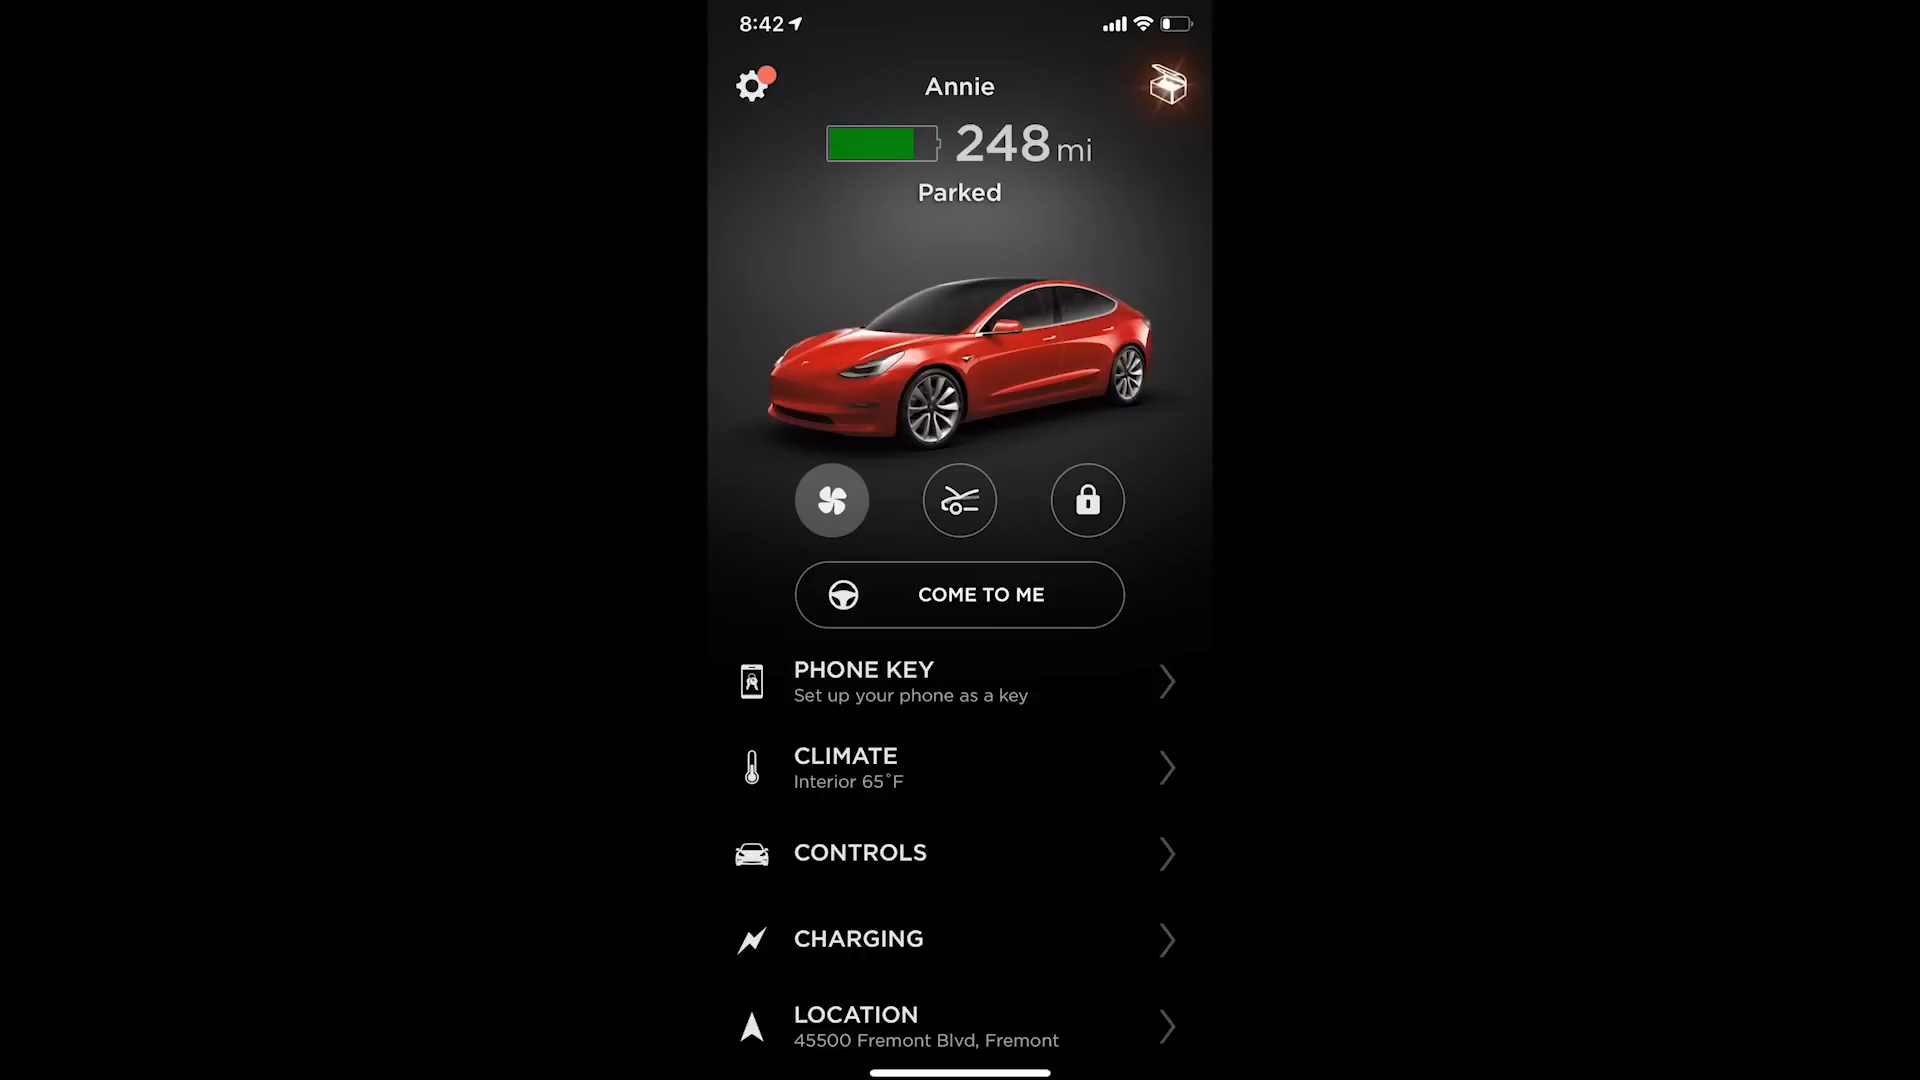 8:42
Annie
248 mi
Parked
COME TO ME
PHONE KEY
Set up your phone as a key
CLIMATE
Interior 65°F
CONTROLS
CHARGING
LOCATION
45500 Fremont Blvd, Fremont